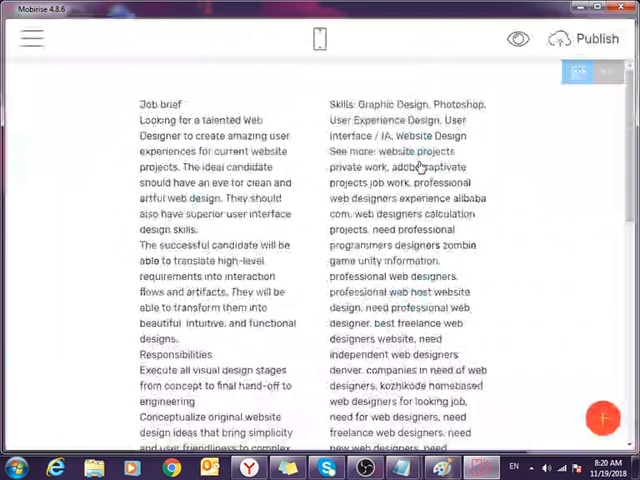 Mobirise 4.8.6
Publish
Job brief
Looking for a talented Web
Designer to create amazing user
experiences for current website
projects. The ideal candidate
should have an eye for clean and
artful web design. They should
also have superior user interface
design skills.
The successful candidate will be
able to translate high-level
requirements into interaction
flows and artifacts. They will be
able to transform them into
beautiful, intuitive, and functional
designs.
Responsibilities
Execute all visual design stages
from concept to final hand-off to
engineering
Conceptualize original website
design ideas that bring simplicity
and user friendliness to complex
Skills: Graphic Design, Photoshop,
User Experience Design, User
Interface / IA, Website Design
See more: website projects
private work, adobe captivate
projects job work, professional
web designers experience alibaba
com, web designers calculation
projects, need professional
programmers designers zombie
game unity information,
professional web designers,
professional web host website
design, need professional web
designer, best freelance web
designers website, need
independent web designers
denver, companies in need of web
designers, kozhikode homebased
web designers for looking job,
need for web designers, need
freelance web designers, need
new web designers, need
EN
8:20 AM
11/19/2018